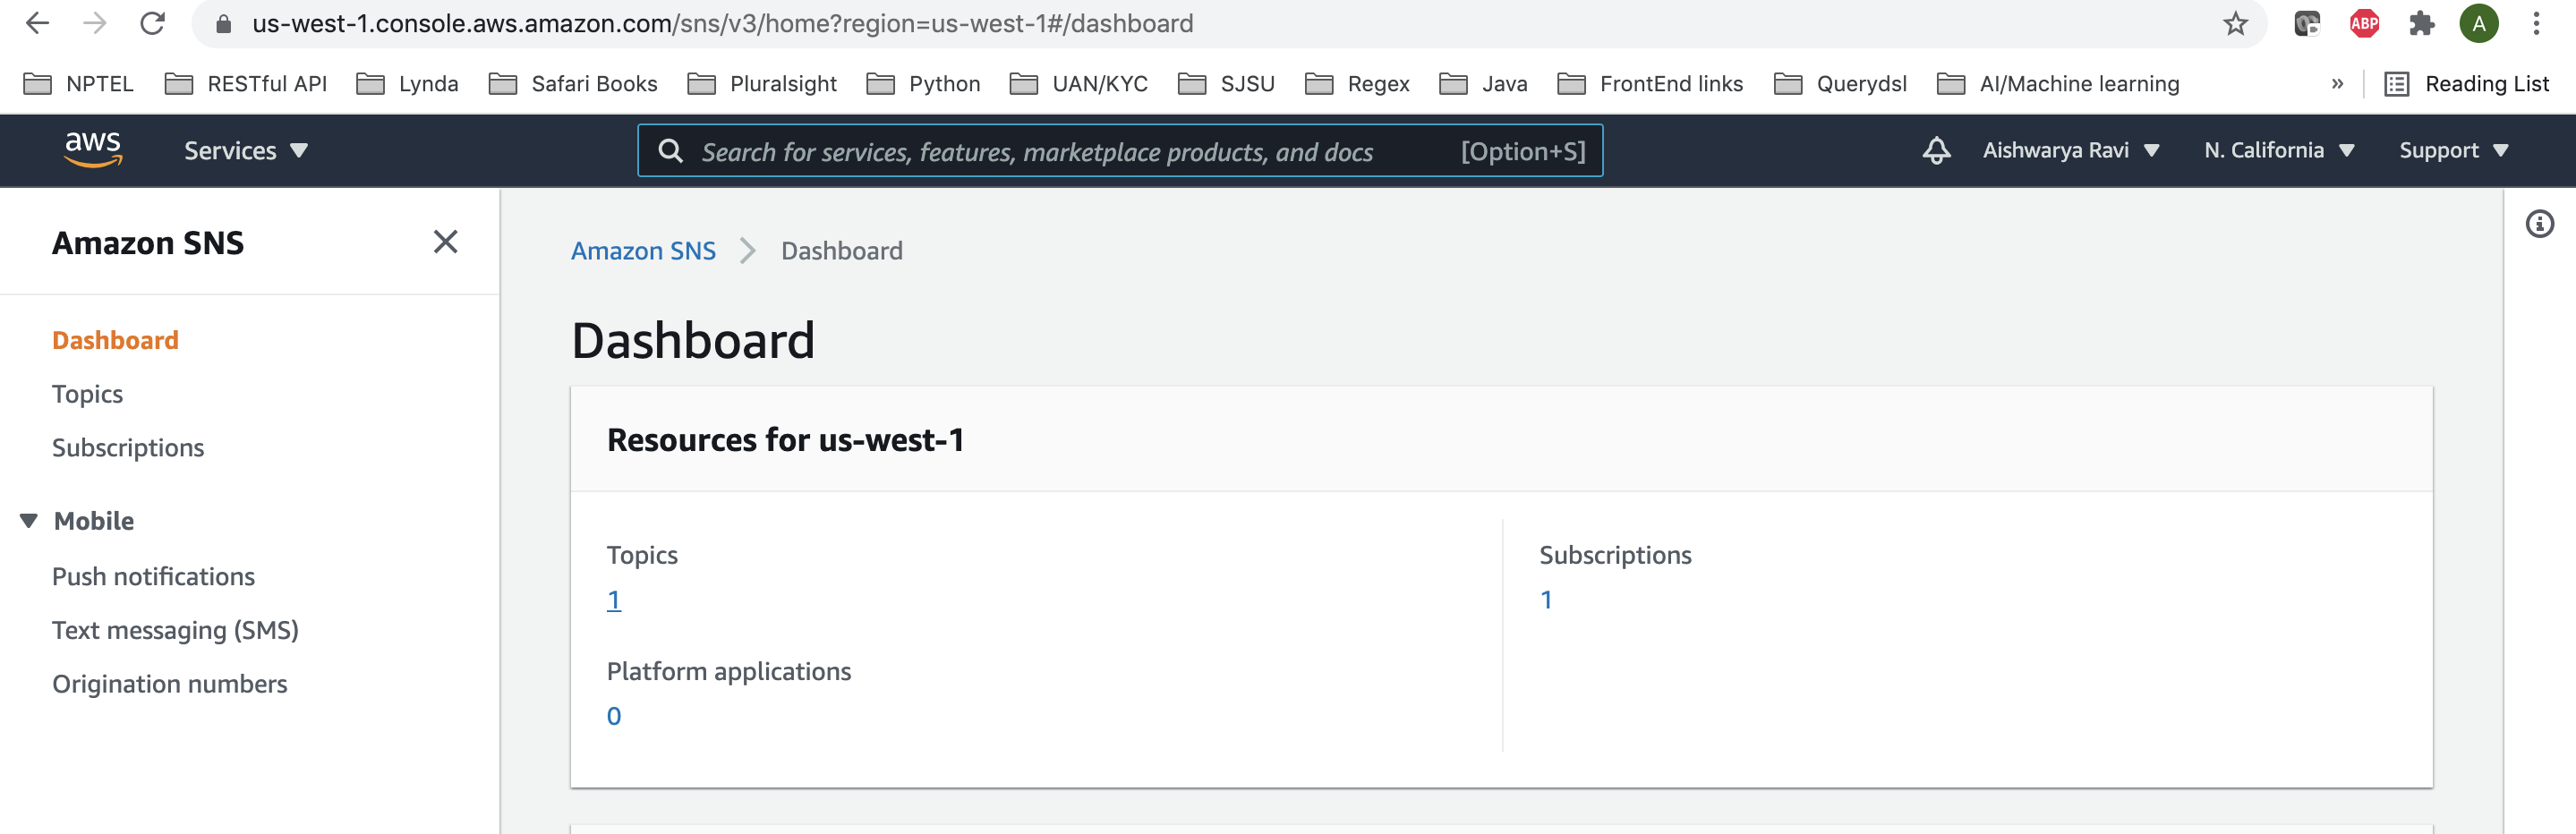 us-west-1.console.aws.amazon.com/sns/v3/home?region=us-west-1#/dashboard ABP A
NPTEL RESTful API Lynda Safari Books Pluralsight Python UAN/KYC SJSU Regex Java FrontEnd links Querydsl AI/Machine learning » Reading List
aws Services Search for services, features, marketplace products, and docs [Option+S] Aishwarya Ravi N. California Support
Amazon SNS
Dashboard
Topics
Subscriptions
Mobile
Push notifications
Text messaging (SMS)
Origination numbers
Amazon SNS Dashboard
Dashboard
Resources for us-west-1
Topics
1
Platform applications
0
Subscriptions
1